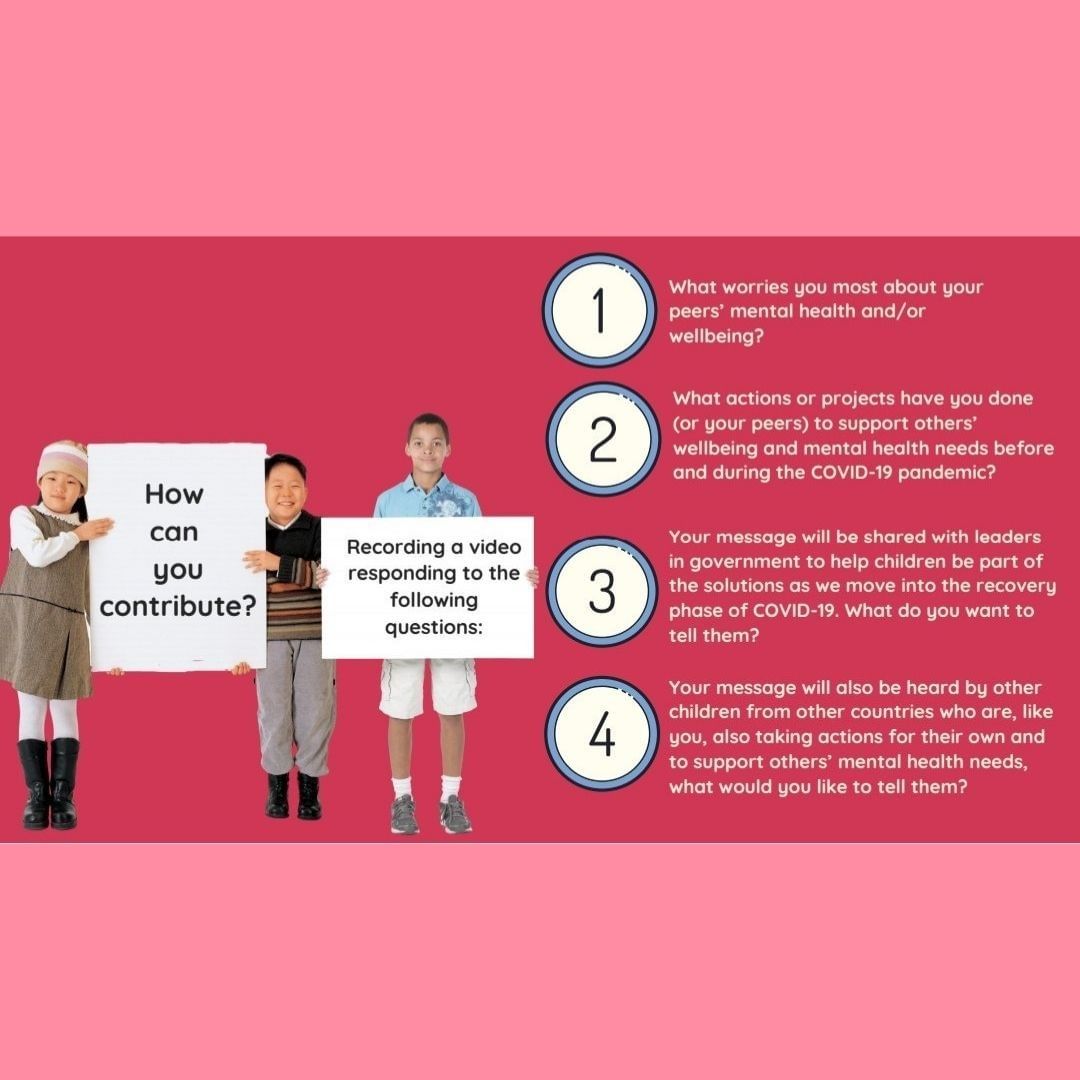 How
can
you
contribute?
Recording a video
responding to the
following
questions:
1
What worries you most about your
peers' mental health and/or
wellbeing?
2
What actions or projects have you done
(or your peers) to support others'
wellbeing and mental health needs before
and during the COVID-19 pandemic?
3
Your message will be shared with leaders
in government to help children be part of
the solutions as we move into the recovery
phase of COVID-19. What do you want to
tell them?
4
Your message will also be heard by other
children from other countries who are, like
you, also taking actions for their own and
to support others' mental health needs,
what would you like to tell them?